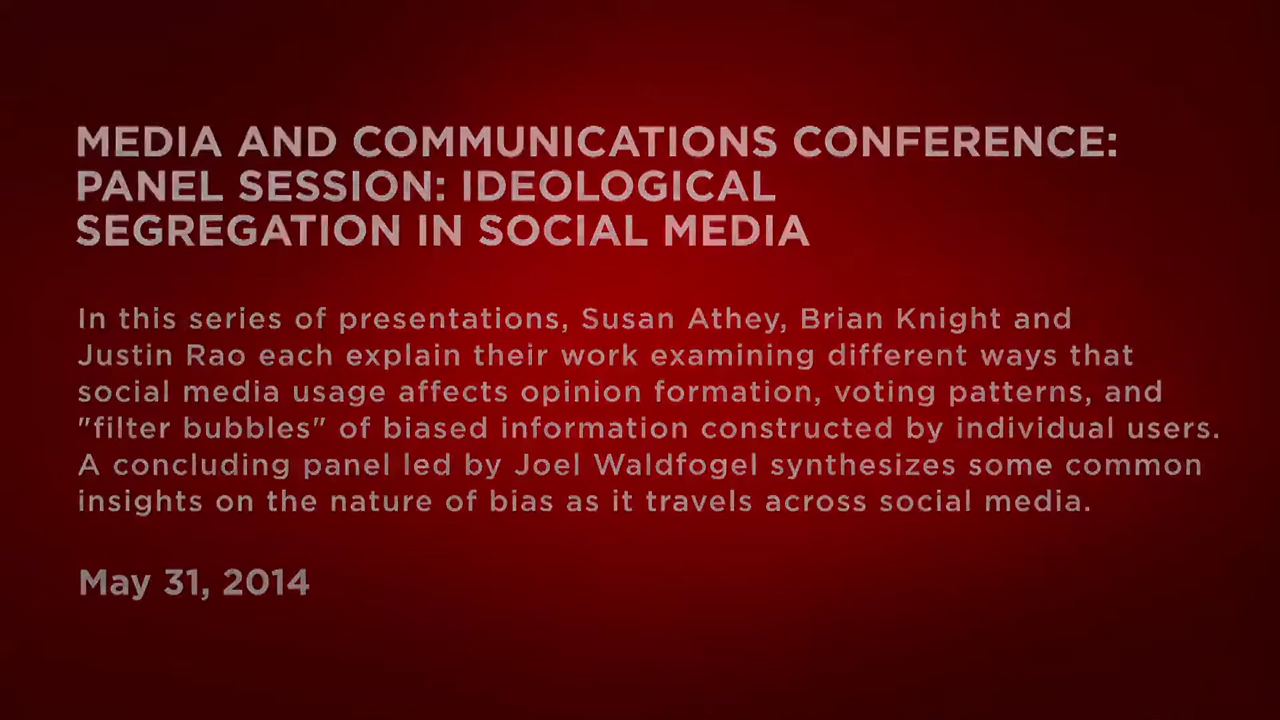 MEDIA AND COMMUNICATIONS CONFERENCE:
PANEL SESSION: IDEOLOGICAL
SEGREGATION IN SOCIAL MEDIA
In this series of presentations, Susan Athey, Brian Knight and
Justin Rao each explain their work examining different ways that
social media usage affects opinion formation, voting patterns, and
"filter bubbles" of biased information constructed by individual users.
A concluding panel led by Joel Waldfogel synthesizes some common
insights on the nature of bias as it travels across social media.
May 31, 2014